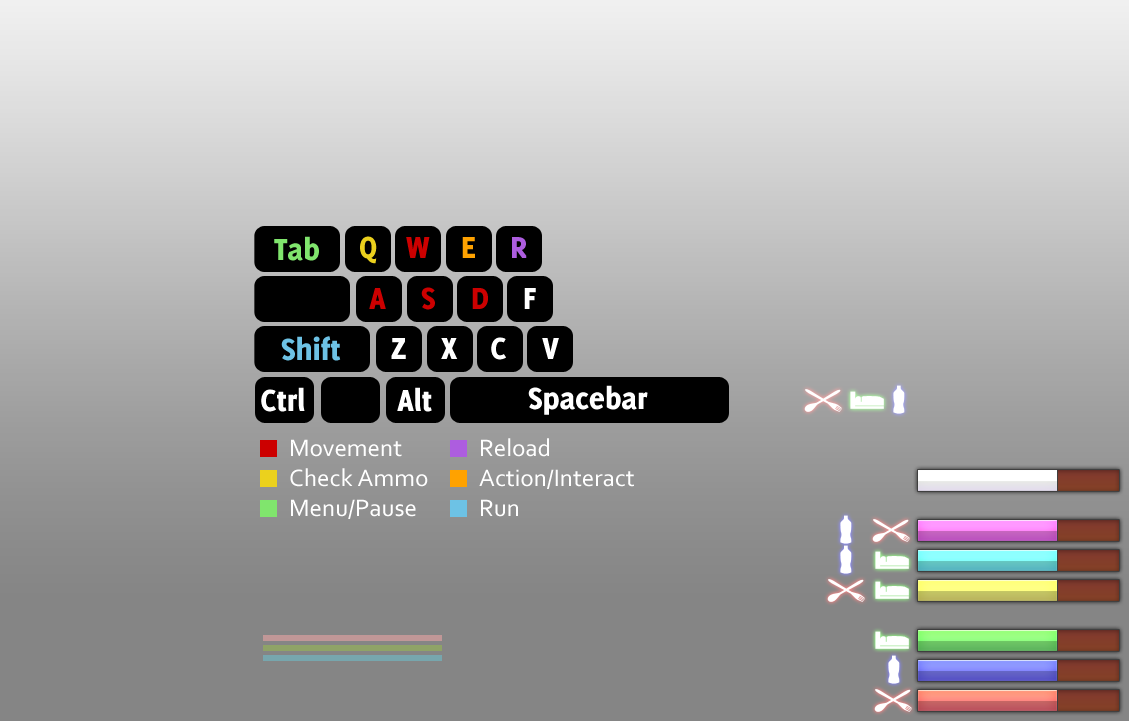 Tab Q W E R
A S D F
Shift Z X C V
Ctrl Alt Spacebar
Movement Reload
Check Ammo Action/Interact
Menu/Pause Run